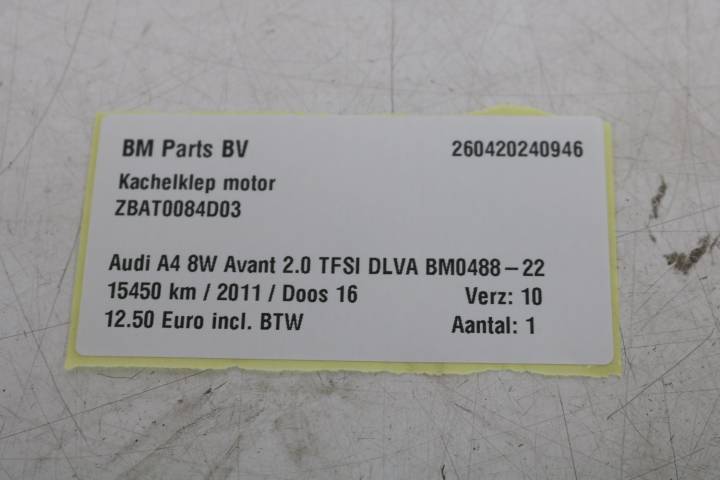 BM Parts BV 260420240946
Kachelklep motor
ZBAT0084D03
Audi A4 8W Avant 2.0 TFSI DLVA BM0488-22
15450 km / 2011 / Doos 16 Verz: 10
12.50 Euro incl. BTW Aantal: 1